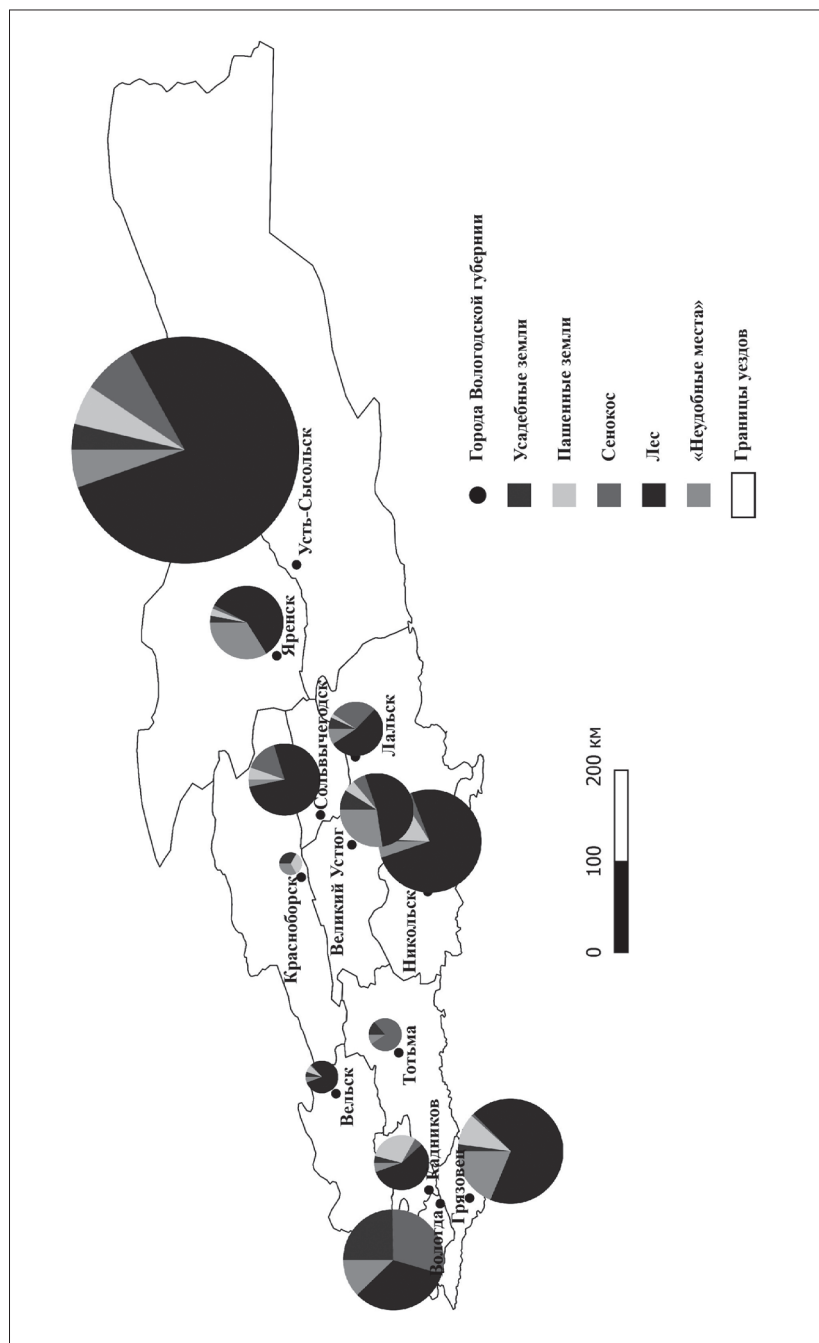 Усть-Сысольск
Яренск
Сольвычегодск
Лальск
Красноборск
Великий Устюг
Никольск
Вельск
Тотьма
Кадников
Вологда
Грязовец
Города Вологодской губернии
Усадебные земли
Пашенные земли
Сенокос
Лес
«Неудобные места»
Границы уездов
0 100 200 км